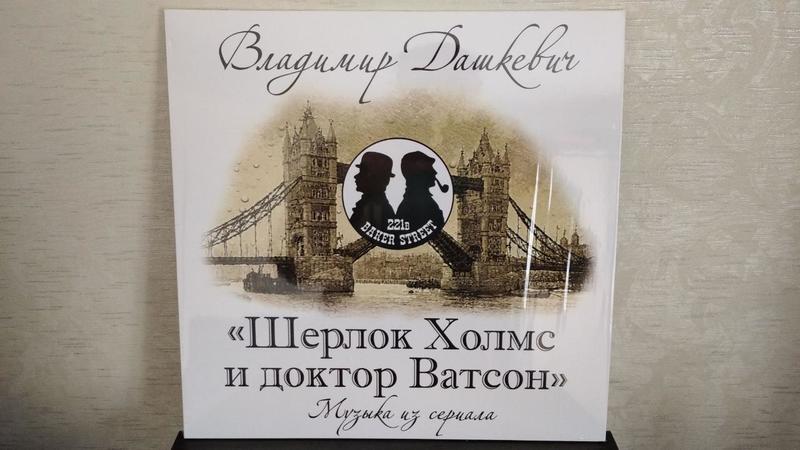 Владимир Дашкевич
221B
BAKER STREET
«Шерлок Холмс
и доктор Ватсон»
Музыка из сериала